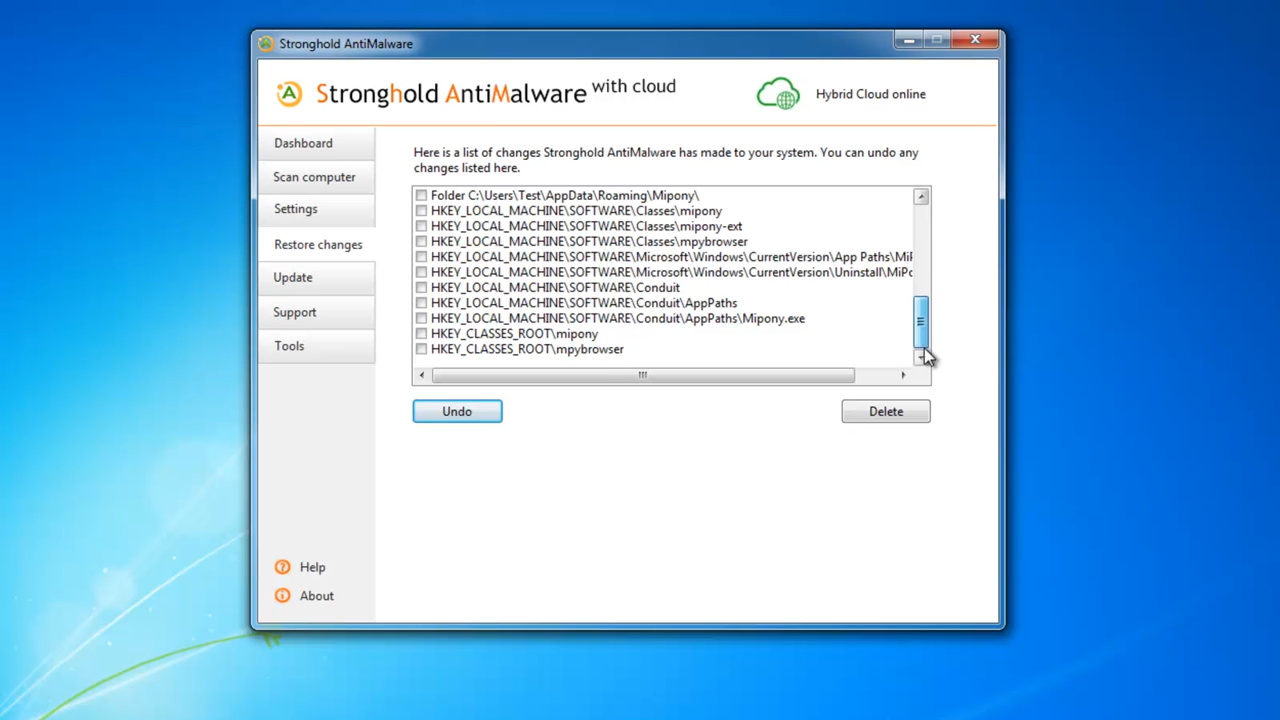 Stronghold AntiMalware
Stronghold AntiMalware with cloud
Hybrid Cloud online
Dashboard
Scan computer
Settings
Restore changes
Update
Support
Tools
Help
About
Here is a list of changes Stronghold AntiMalware has made to your system. You can undo any
changes listed here.
Folder C:\Users\Test\AppData\Roaming\Mipony\
HKEY_LOCAL_MACHINE\SOFTWARE\Classes\mipony
HKEY_LOCAL_MACHINE\SOFTWARE\Classes\mipony-ext
HKEY_LOCAL_MACHINE\SOFTWARE\Classes\mpybrowser
HKEY_LOCAL_MACHINE\SOFTWARE\Microsoft\Windows\CurrentVersion\App Paths\MiP
HKEY_LOCAL_MACHINE\SOFTWARE\Microsoft\Windows\CurrentVersion\Uninstall\MiPo
HKEY_LOCAL_MACHINE\SOFTWARE\Conduit
HKEY_LOCAL_MACHINE\SOFTWARE\Conduit\AppPaths
HKEY_LOCAL_MACHINE\SOFTWARE\Conduit\AppPaths\Mipony.exe
HKEY_CLASSES_ROOT\mipony
HKEY_CLASSES_ROOT\mpybrowser
Undo
Delete